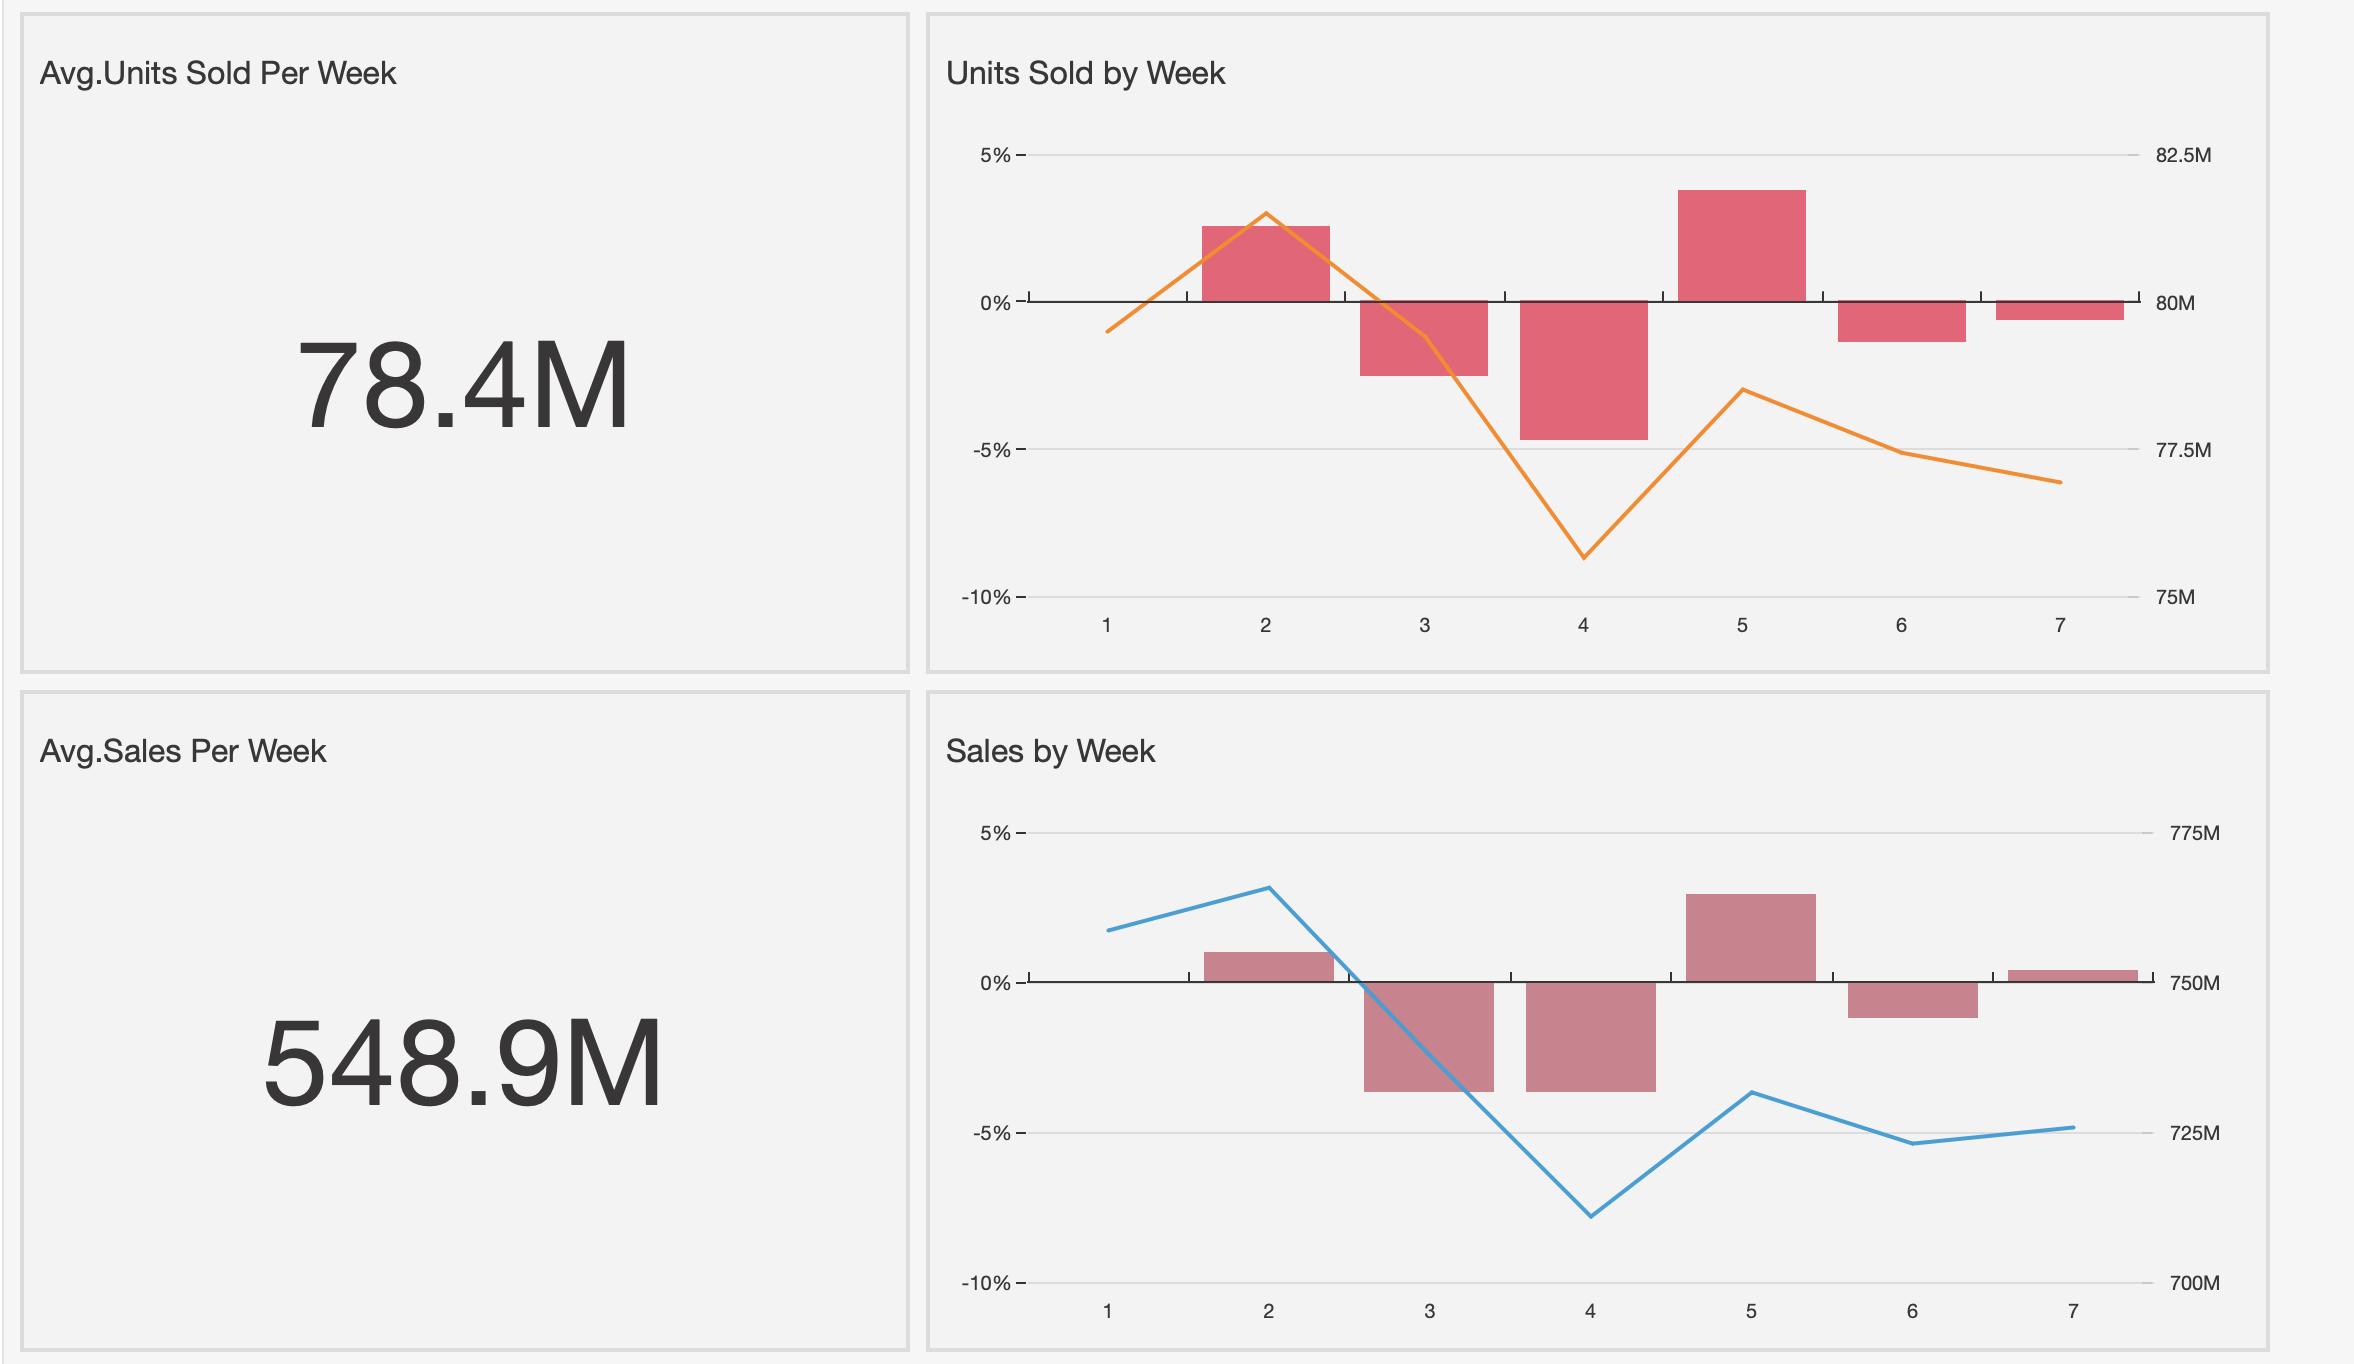 Avg.Units Sold Per Week
78.4M
Units Sold by Week
5%
0%
-5%
-10%
82.5M
80M
77.5M
75M
1 2 3 4 5 6 7
Avg.Sales Per Week
548.9M
Sales by Week
5%
0%
-5%
-10%
775M
750M
725M
700M
1 2 3 4 5 6 7